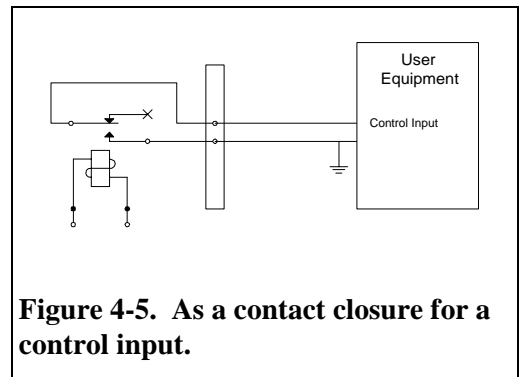 User
Equipment
Control Input
Figure 4-5. As a contact closure for a
control input.